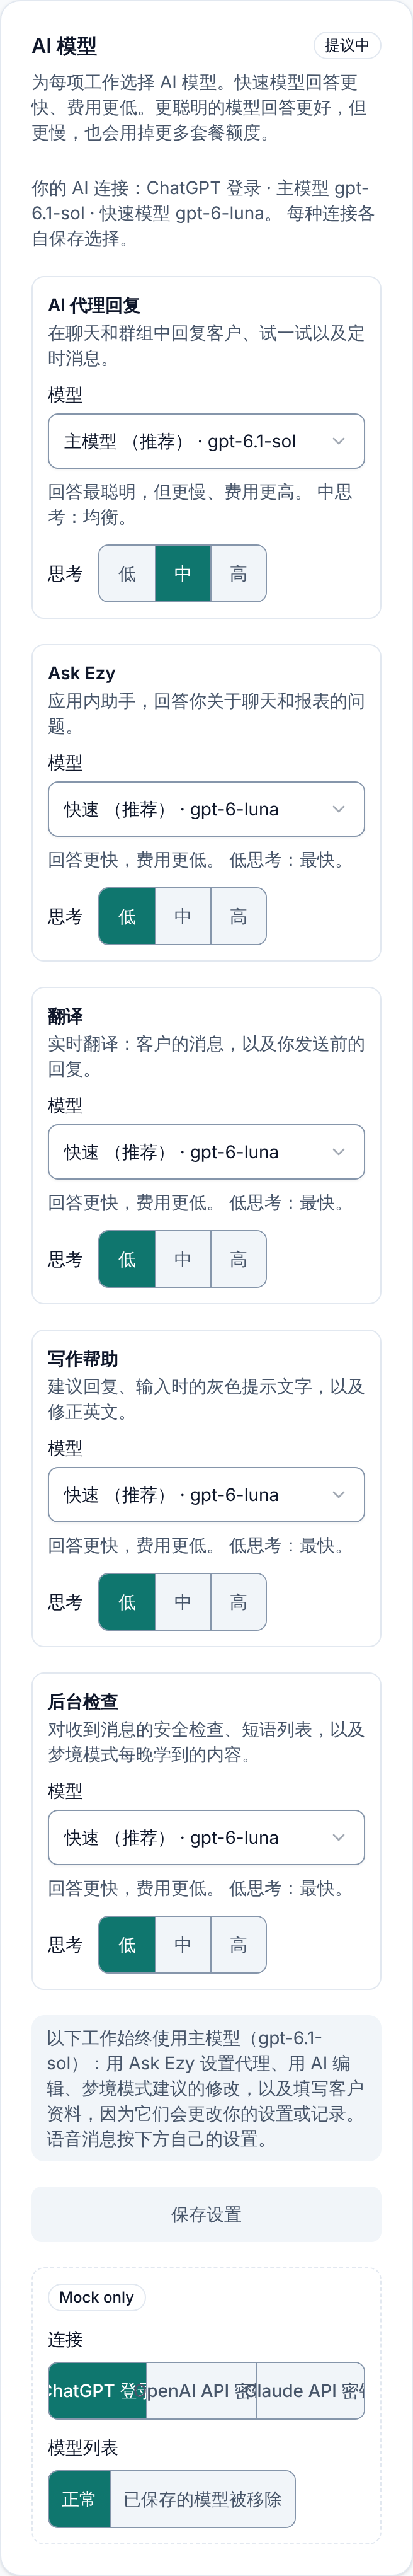 AI 模型
提议中
为每项工作选择 AI 模型。快速模型回答更
快、费用更低。更聪明的模型回答更好，但
更慢，也会用掉更多套餐额度。
你的 AI 连接：ChatGPT 登录 · 主模型 gpt-
6.1-sol · 快速模型 gpt-6-luna。 每种连接各
自保存选择。
AI 代理回复
在聊天和群组中回复客户、试一试以及定
时消息。
模型
主模型 （推荐） · gpt-6.1-sol
回答最聪明，但更慢、费用更高。 中思
考：均衡。
思考 低 中 高
Ask Ezy
应用内助手，回答你关于聊天和报表的问
题。
模型
快速 （推荐） · gpt-6-luna
回答更快，费用更低。 低思考：最快。
思考 低 中 高
翻译
实时翻译：客户的消息，以及你发送前的
回复。
模型
快速 （推荐） · gpt-6-luna
回答更快，费用更低。 低思考：最快。
思考 低 中 高
写作帮助
建议回复、输入时的灰色提示文字，以及
修正英文。
模型
快速 （推荐） · gpt-6-luna
回答更快，费用更低。 低思考：最快。
思考 低 中 高
后台检查
对收到消息的安全检查、短语列表，以及
梦境模式每晚学到的内容。
模型
快速 （推荐） · gpt-6-luna
回答更快，费用更低。 低思考：最快。
思考 低 中 高
以下工作始终使用主模型（gpt-6.1-
sol）：用 Ask Ezy 设置代理、用 AI 编
辑、梦境模式建议的修改，以及填写客户
资料，因为它们会更改你的设置或记录。
语音消息按下方自己的设置。
保存设置
Mock only
连接
ChatGPT 登录 OpenAI API 密 Claude API 密钥
模型列表
正常 已保存的模型被移除